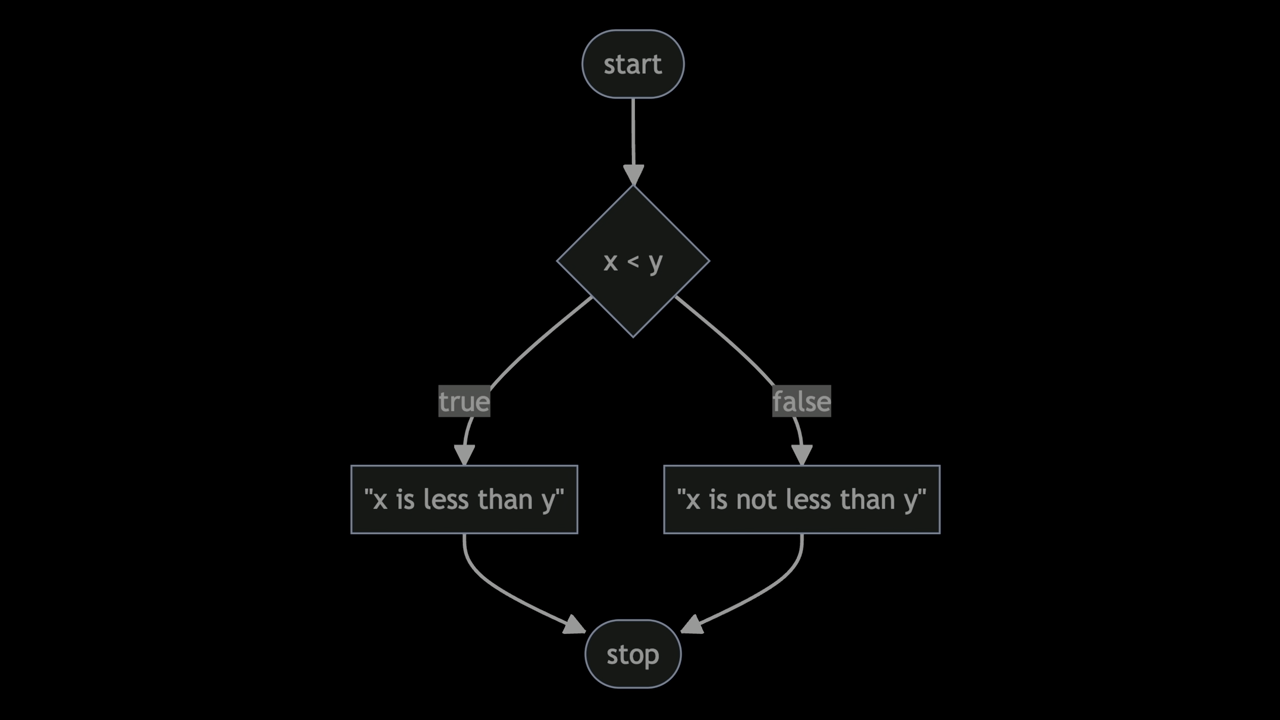 start
x < y
true
false
"x is less than y"
"x is not less than y"
stop